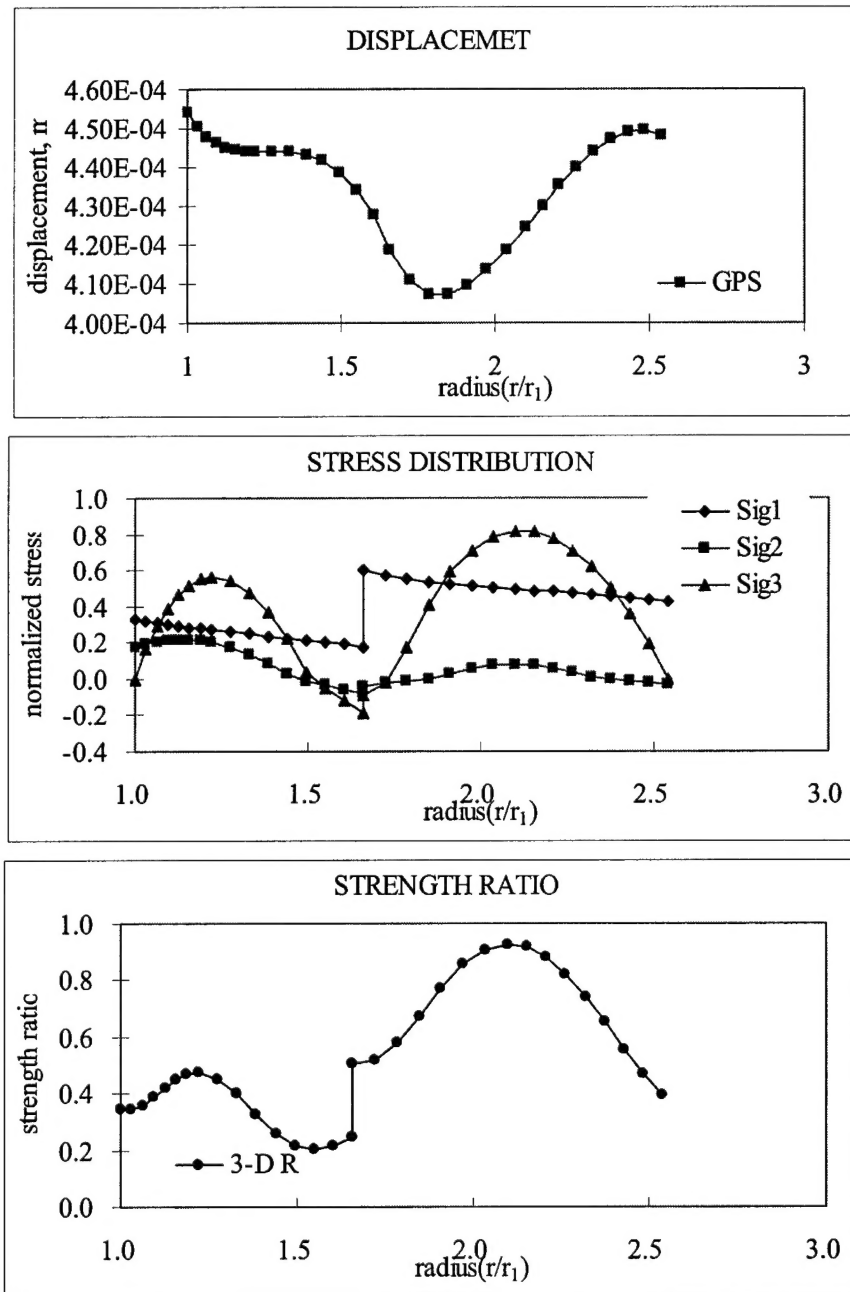 DISPLACEMET
displacement, m
4.60E-04
4.50E-04
4.40E-04
4.30E-04
4.20E-04
4.10E-04
4.00E-04
GPS
1
1.5
2
2.5
3
radius(r/r1)
STRESS DISTRIBUTION
normalized stress
1.0
0.8
0.6
0.4
0.2
0.0
-0.2
-0.4
Sig1
Sig2
Sig3
1.0
1.5
2.0
2.5
3.0
radius(r/r1)
STRENGTH RATIO
strength ratio
1.0
0.8
0.6
0.4
0.2
0.0
3-D R
1.0
1.5
2.0
2.5
3.0
radius(r/r1)